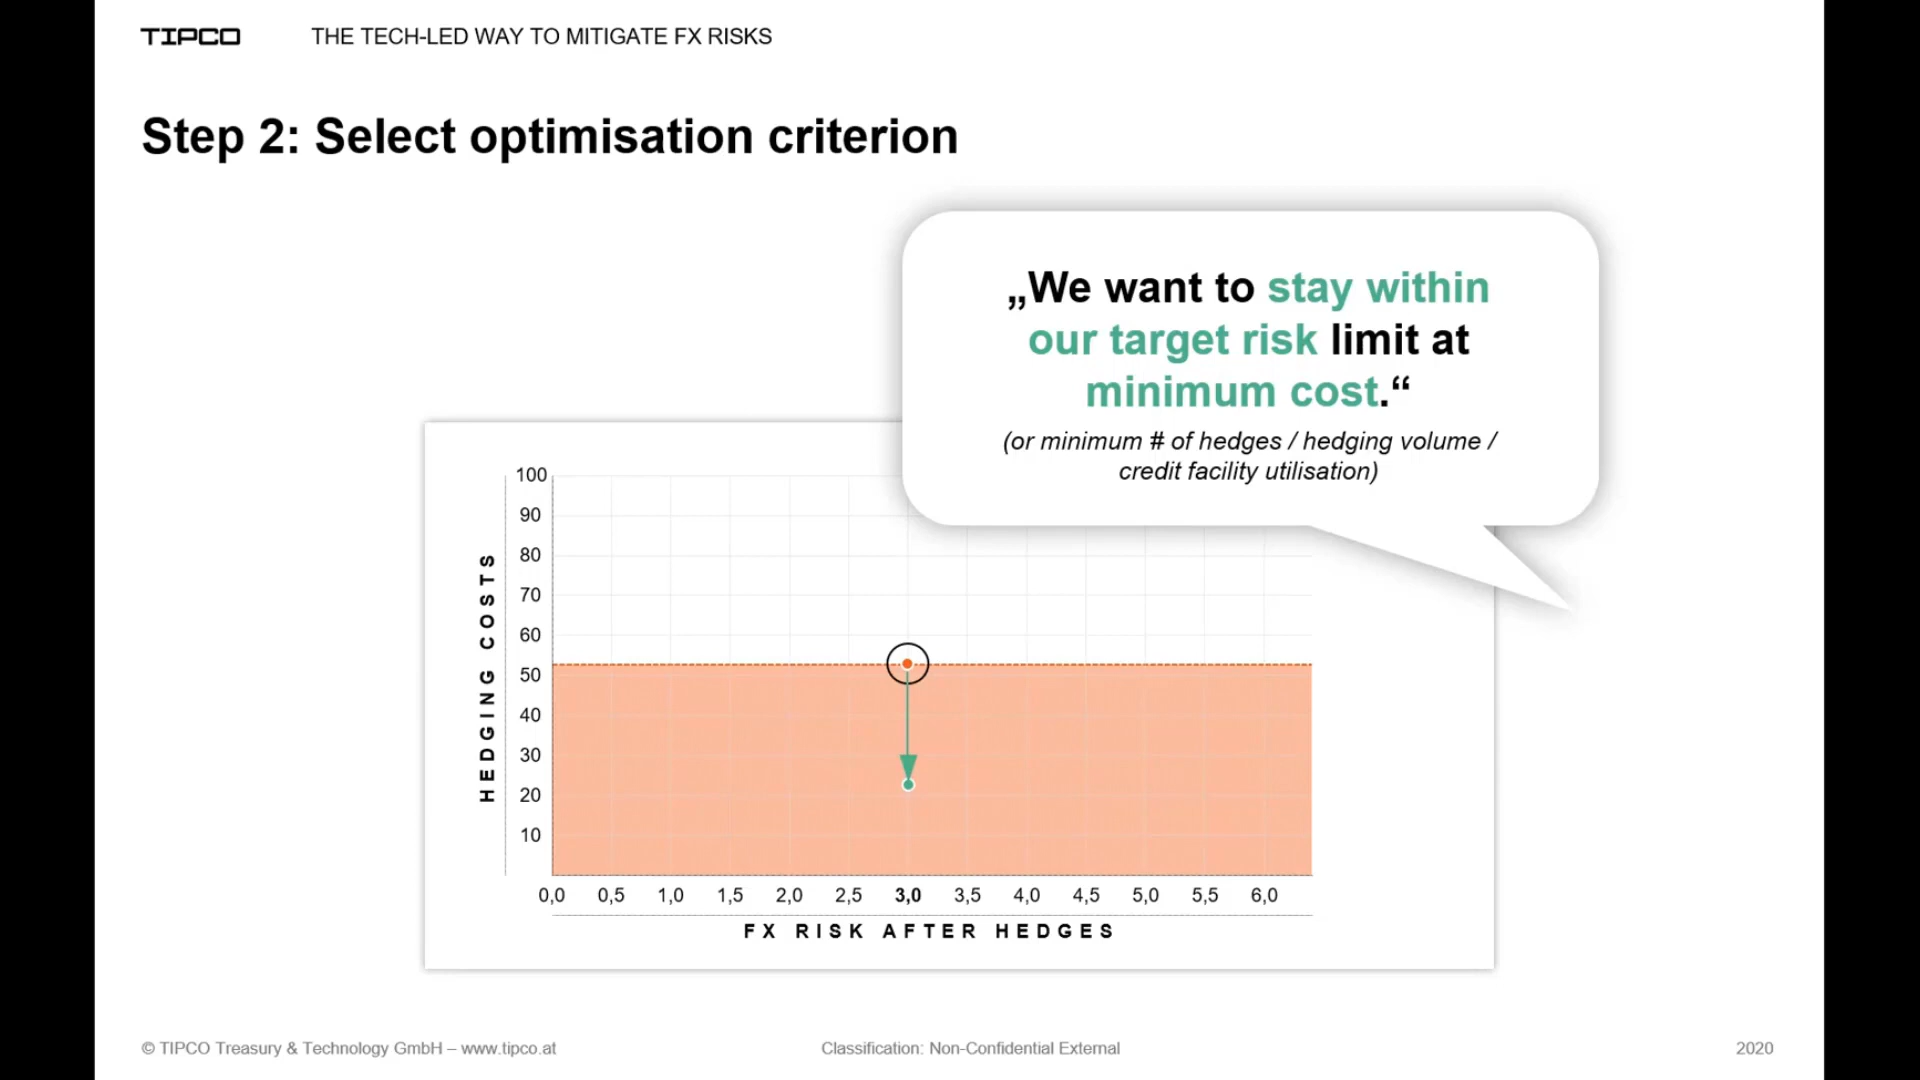 TIPCO
THE TECH-LED WAY TO MITIGATE FX RISKS
Step 2: Select optimisation criterion
„We want to stay within
our target risk limit at
minimum cost.“
(or minimum # of hedges / hedging volume /
credit facility utilisation)
HEDGING COSTS
100
90
80
70
60
50
40
30
20
10
0,0 0,5 1,0 1,5 2,0 2,5 3,0 3,5 4,0 4,5 5,0 5,5 6,0
FX RISK AFTER HEDGES
© TIPCO Treasury & Technology GmbH – www.tipco.at
Classification: Non-Confidential External
2020